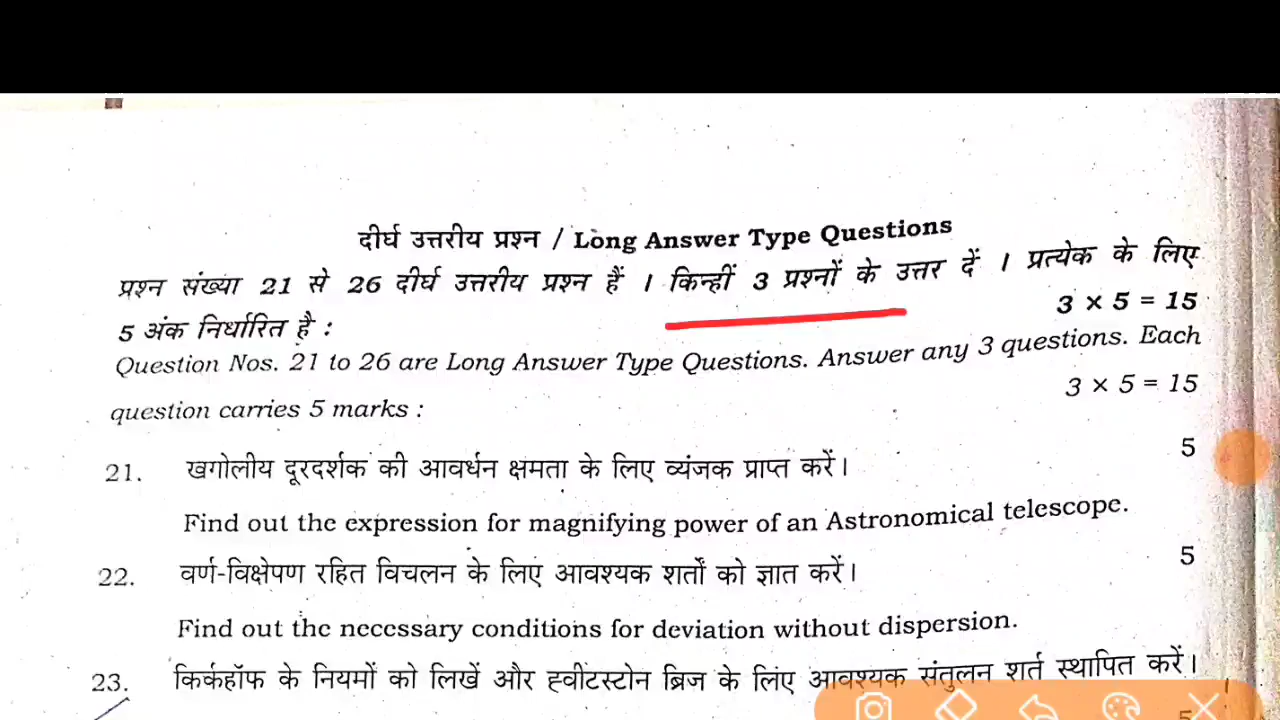 दीर्घ उत्तरीय प्रश्न / Long Answer Type Questions
प्रश्न संख्या 21 से 26 दीर्घ उत्तरीय प्रश्न हैं । किन्हीं 3 प्रश्नों के उत्तर दें । प्रत्येक के लिए
5 अंक निर्धारित है : 3 × 5 = 15
Question Nos. 21 to 26 are Long Answer Type Questions. Answer any 3 questions. Each
question carries 5 marks : 3 × 5 = 15
21. खगोलीय दूरदर्शक की आवर्धन क्षमता के लिए व्यंजक प्राप्त करें। 5
Find out the expression for magnifying power of an Astronomical telescope.
22. वर्ण-विक्षेपण रहित विचलन के लिए आवश्यक शर्तों को ज्ञात करें। 5
Find out the necessary conditions for deviation without dispersion.
23. किर्कहॉफ के नियमों को लिखें और ह्वीटस्टोन ब्रिज के लिए आवश्यक संतुलन शर्त स्थापित करें।
5